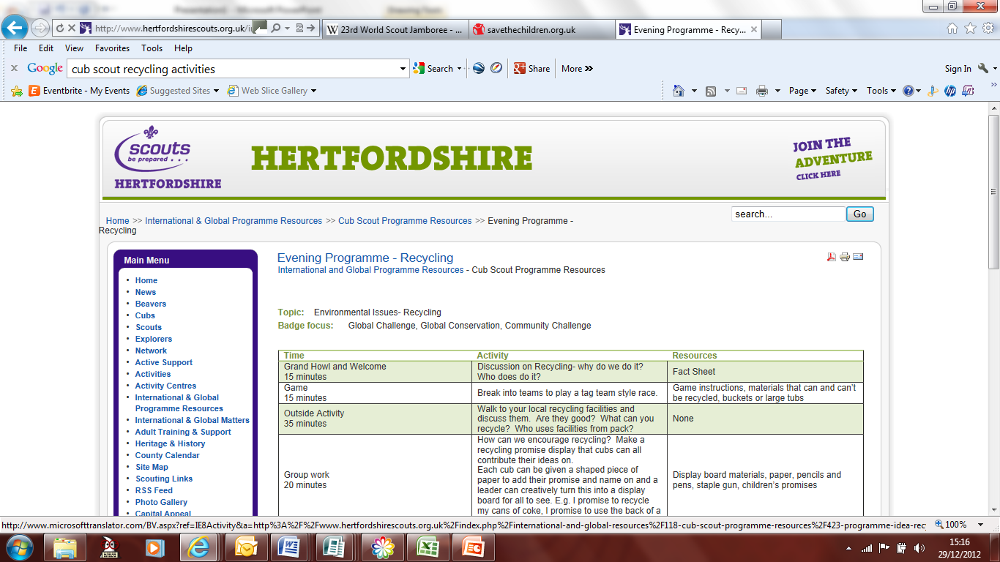 Presentation1 - Microsoft PowerPoint
Drawing Tools
http://www.hertfordshirescouts.org.uk/i
23rd World Scout Jamboree - ...
savethechildren.org.uk
Evening Programme - Recy...
File Edit View Favorites Tools Help
x Google cub scout recycling activities Search Share More >> Sign In
Eventbrite - My Events Suggested Sites Web Slice Gallery Page Safety Tools
scouts
be prepared . . .
HERTFORDSHIRE
HERTFORDSHIRE
JOIN THE
ADVENTURE
CLICK HERE
Home >> International & Global Programme Resources >> Cub Scout Programme Resources >> Evening Programme -
Recycling
search... Go
Main Menu
• Home
• News
• Beavers
• Cubs
• Scouts
• Explorers
• Network
• Active Support
• Activities
• Activity Centres
• International & Global
Programme Resources
• International & Global Matters
• Adult Training & Support
• Heritage & History
• County Calendar
• Site Map
• Scouting Links
• RSS Feed
• Photo Gallery
• Capital Appeal
Evening Programme - Recycling
International and Global Programme Resources - Cub Scout Programme Resources
Topic: Environmental Issues- Recycling
Badge focus: Global Challenge, Global Conservation, Community Challenge
Time Activity Resources
Grand Howl and Welcome
15 minutes
Discussion on Recycling- why do we do it?
Who does do it?
Fact Sheet
Game
15 minutes
Break into teams to play a tag team style race.
Game instructions, materials that can and can't
be recycled, buckets or large tubs
Outside Activity
35 minutes
Walk to your local recycling facilities and
discuss them. Are they good? What can you
recycle? Who uses facilities from pack?
None
Group work
20 minutes
How can we encourage recycling? Make a
recycling promise display that cubs can all
contribute their ideas on.
Each cub can be given a shaped piece of
paper to add their promise and name on and a
leader can creatively turn this into a display
board for all to see. E.g. I promise to recycle
my cans of coke, I promise to use the back of a
Display board materials, paper, pencils and
pens, staple gun, children's promises
http://www.microsofttranslator.com/BV.aspx?ref=IE8Activity&a=http%3A%2F%2Fwww.hertfordshirescouts.org.uk%2Findex.php%2Finternational-and-global-resources%2F118-cub-scout-programme-resources%2F423-programme-idea-recy
100%
15:16
29/12/2012